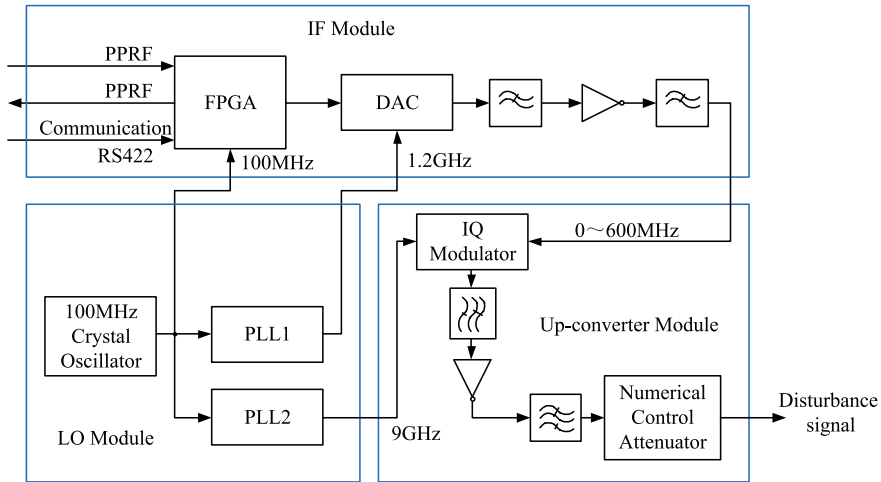 IF Module
PPRF
PPRF
Communication
RS422
FPGA
DAC
100MHz
1.2GHz
IQ
Modulator
0～600MHz
100MHz
Crystal
Oscillator
PLL1
PLL2
LO Module
9GHz
Up-converter Module
Numerical
Control
Attenuator
Disturbance
signal